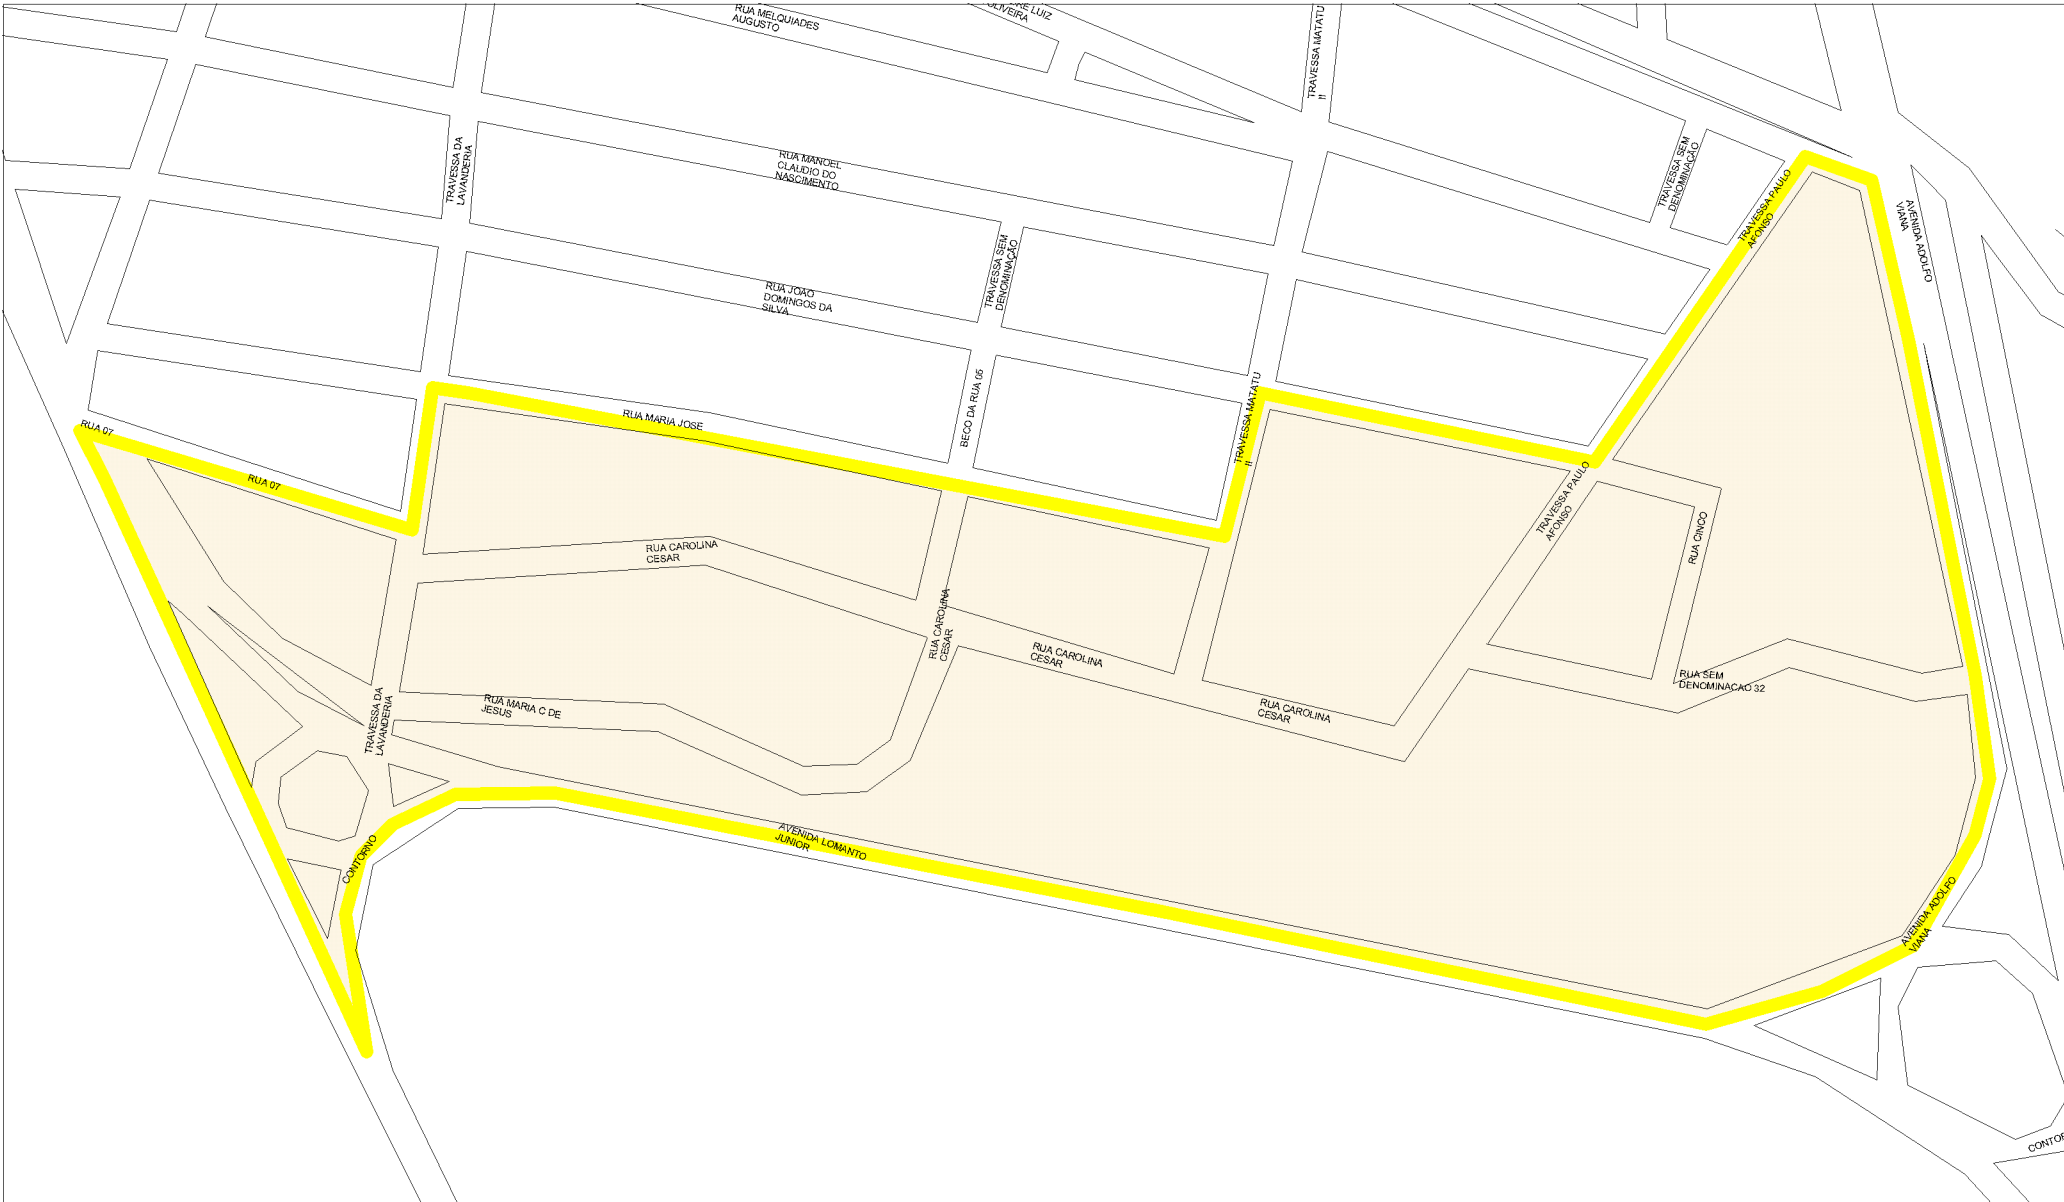 RUA MELQUIADES
AUGUSTO
LUIZ
OLIVEIRA
TRAVESSA MATATU
II
TRAVESSA DA
LAVANDERIA
RUA MANOEL
CLAUDIO DO
NASCIMENTO
TRAVESSA SEM
DENOMINAÇÃO
TRAVESSA PAULO
AFONSO
AVENIDA ADOLFO
VIANA
TRAVESSA SEM
DENOMINAÇÃO
RUA JOAO
DOMINGOS DA
SILVA
BECO DA RUA 05
TRAVESSA MATATU
II
RUA MARIA JOSE
RUA 07
RUA 07
TRAVESSA PAULO
AFONSO
RUA CINCO
RUA CAROLINA
CESAR
RUA CAROLINA
CESAR
RUA CAROLINA
CESAR
RUA SEM
DENOMINACAO 32
RUA MARIA C DE
JESUS
TRAVESSA DA
LAVANDERIA
RUA CAROLINA
CESAR
CONTORNO
AVENIDA LOMANTO
JUNIOR
AVENIDA ADOLFO
VIANA
CONTOR